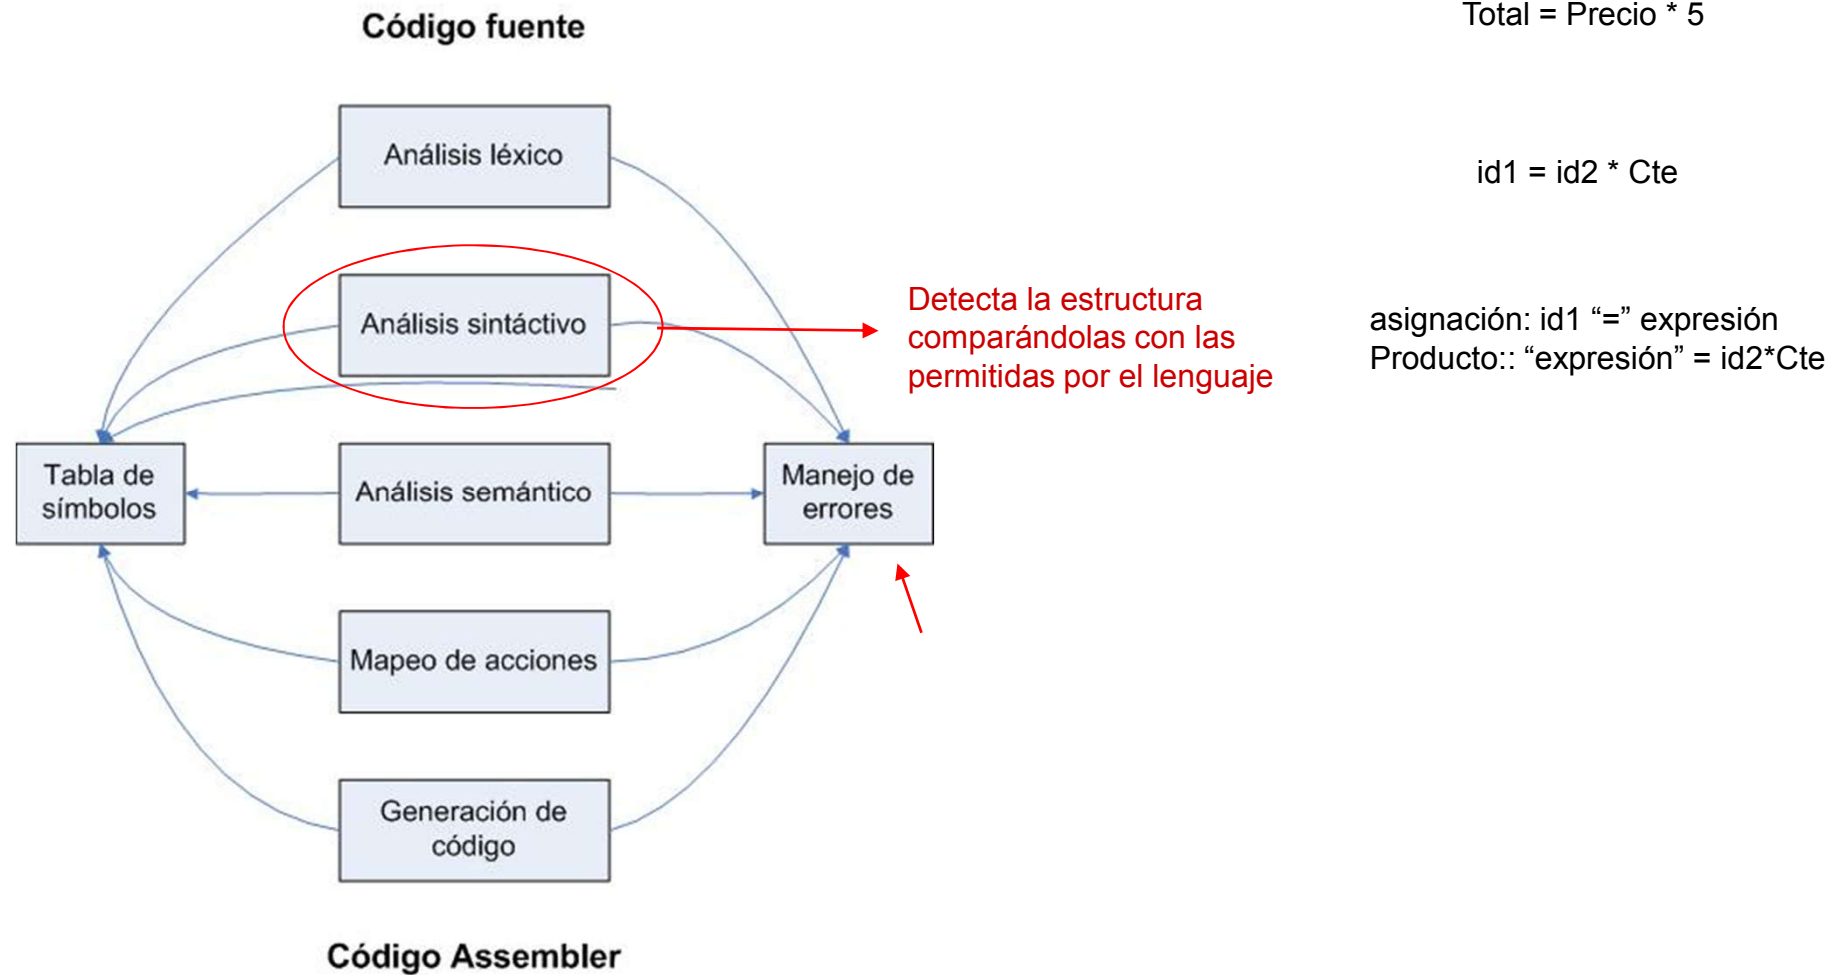 Código fuente
Total = Precio * 5
Análisis léxico
id1 = id2 * Cte
Análisis sintáctivo
Detecta la estructura
comparándolas con las
permitidas por el lenguaje
asignación: id1 “=” expresión
Producto:: “expresión” = id2*Cte
Tabla de
símbolos
Análisis semántico
Manejo de
errores
Mapeo de acciones
Generación de
código
Código Assembler